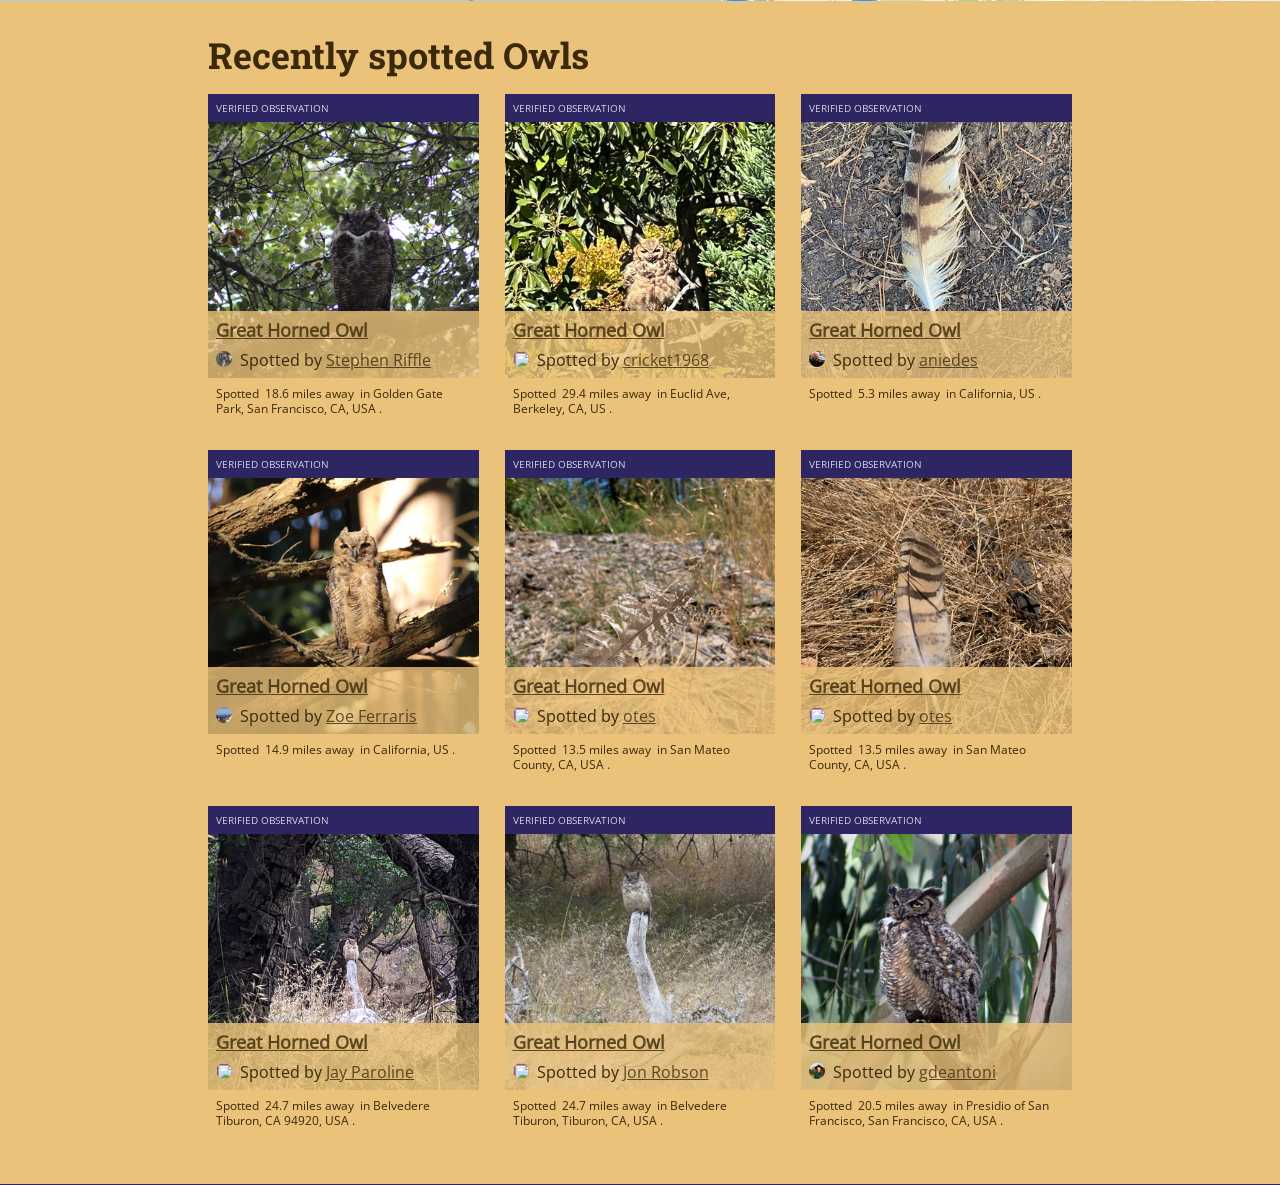 Recently spotted Owls
VERIFIED OBSERVATION
Great Horned Owl
Spotted by Stephen Riffle
Spotted 18.6 miles away in Golden Gate
Park, San Francisco, CA, USA .
VERIFIED OBSERVATION
Great Horned Owl
Spotted by cricket1968
Spotted 29.4 miles away in Euclid Ave,
Berkeley, CA, US .
VERIFIED OBSERVATION
Great Horned Owl
Spotted by aniedes
Spotted 5.3 miles away in California, US .
VERIFIED OBSERVATION
Great Horned Owl
Spotted by Zoe Ferraris
Spotted 14.9 miles away in California, US .
VERIFIED OBSERVATION
Great Horned Owl
Spotted by otes
Spotted 13.5 miles away in San Mateo
County, CA, USA .
VERIFIED OBSERVATION
Great Horned Owl
Spotted by otes
Spotted 13.5 miles away in San Mateo
County, CA, USA .
VERIFIED OBSERVATION
Great Horned Owl
Spotted by Jay Paroline
Spotted 24.7 miles away in Belvedere
Tiburon, CA 94920, USA .
VERIFIED OBSERVATION
Great Horned Owl
Spotted by Jon Robson
Spotted 24.7 miles away in Belvedere
Tiburon, Tiburon, CA, USA .
VERIFIED OBSERVATION
Great Horned Owl
Spotted by gdeantoni
Spotted 20.5 miles away in Presidio of San
Francisco, San Francisco, CA, USA .